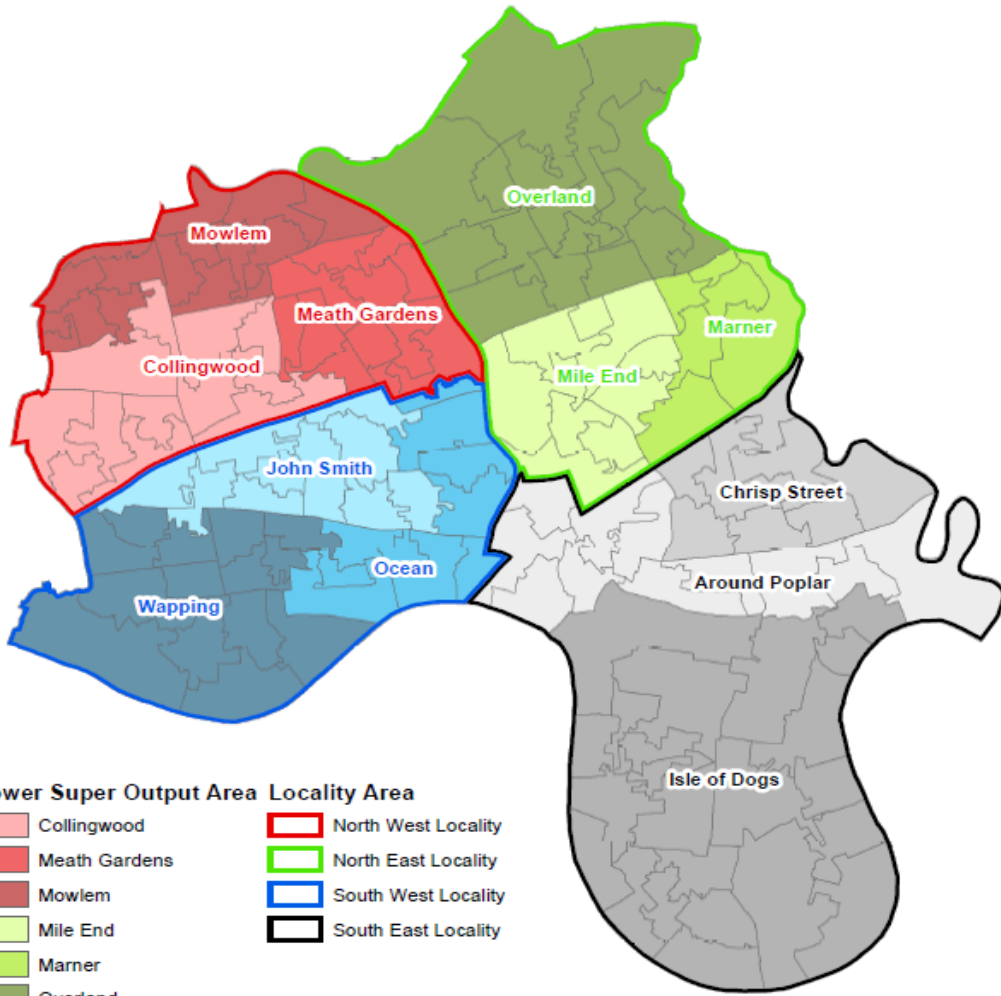 Overland
Mowlem
Meath Gardens
Marner
Collingwood
Mile End
John Smith
Chrisp Street
Ocean
Around Poplar
Wapping
Isle of Dogs
ower Super Output Area
Collingwood
Meath Gardens
Mowlem
Mile End
Marner
Overland
Locality Area
North West Locality
North East Locality
South West Locality
South East Locality